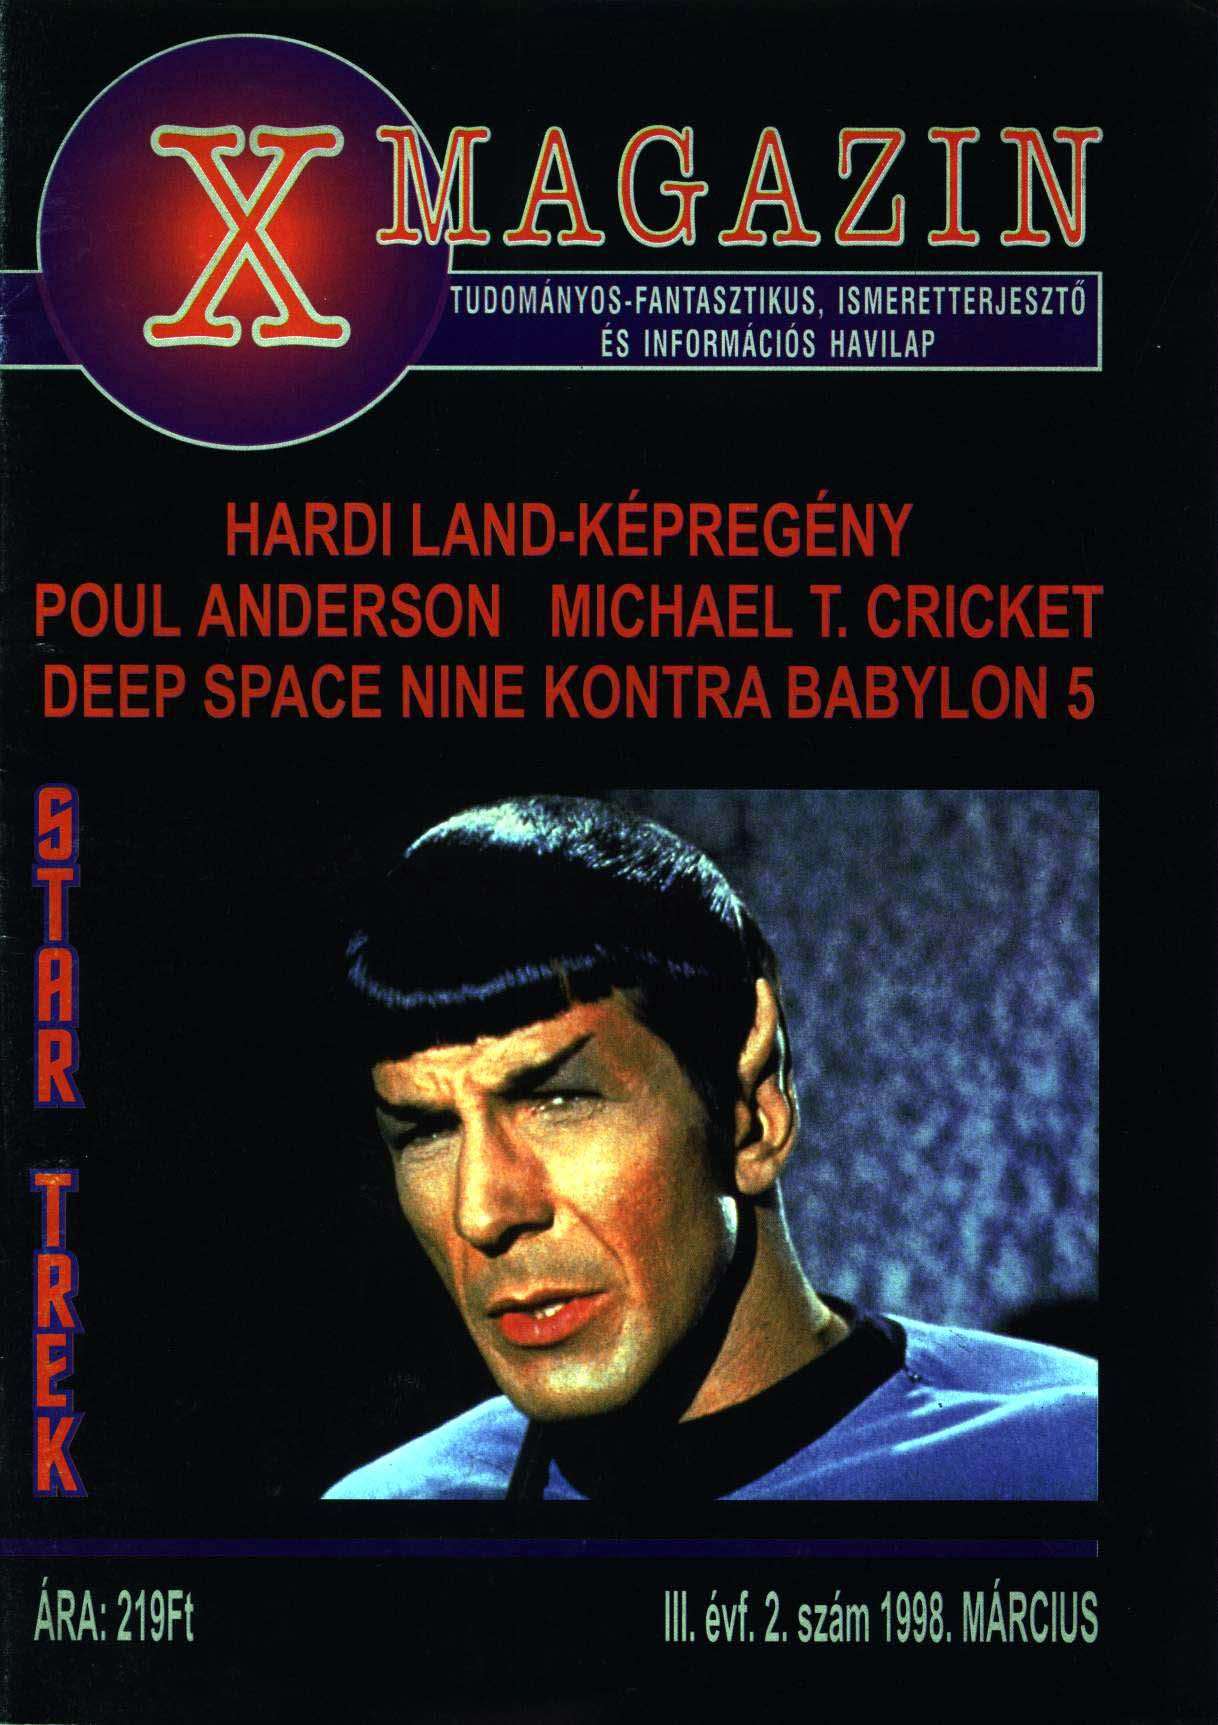 X MAGAZIN
TUDOMÁNYOS-FANTASZTIKUS, ISMERETTERJESZTŐ
ÉS INFORMÁCIÓS HAVILAP
HARDI LAND-KÉPREGÉNY
POUL ANDERSON MICHAEL T. CRICKET
DEEP SPACE NINE KONTRA BABYLON 5
STAR TREK
ÁRA: 219Ft
III. évf. 2. szám 1998. MÁRCIUS